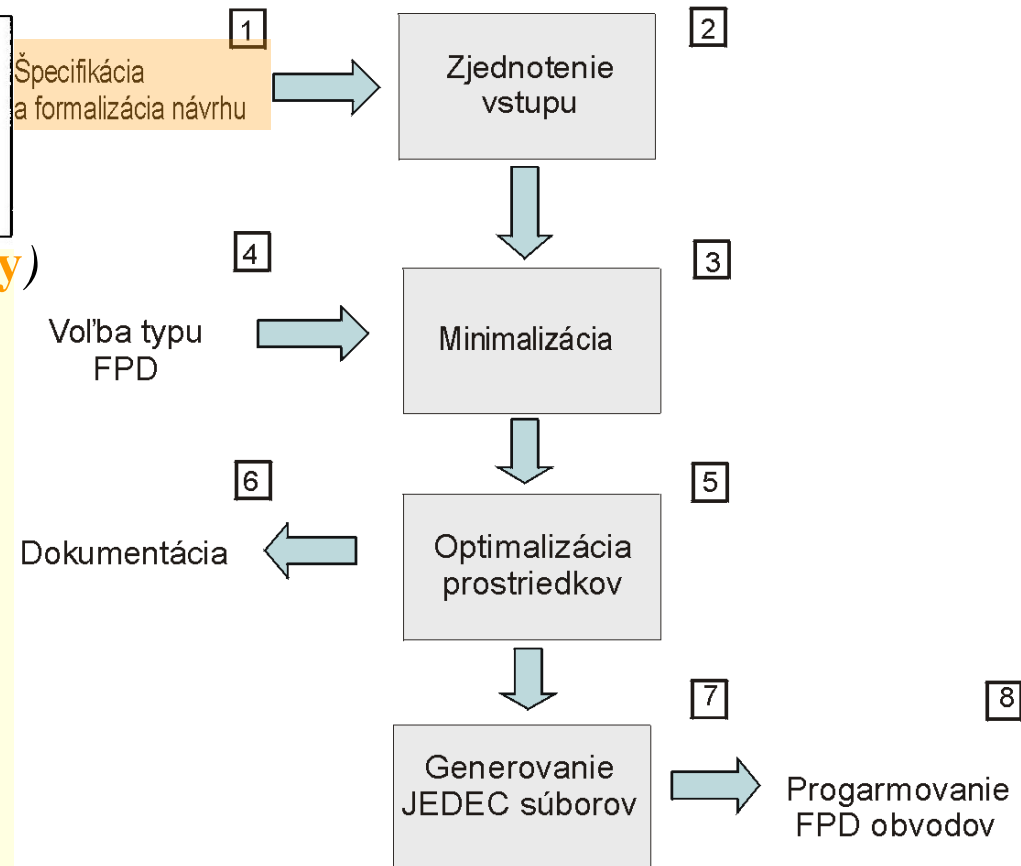 1
Špecifikácia
a formalizácia návrhu
2
Zjednotenie
vstupu
y)
4
Voľba typu
FPD
3
Minimalizácia
6
Dokumentácia
5
Optimalizácia
prostriedkov
7
Generovanie
JEDEC súborov
8
Progarmovanie
FPD obvodov